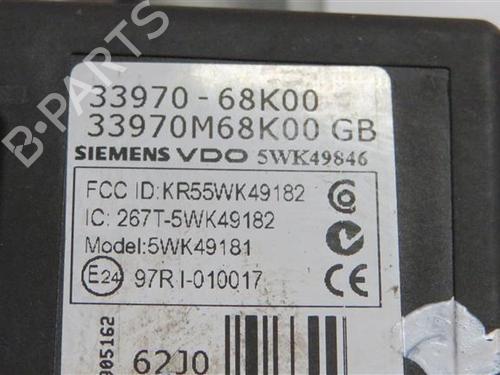 33970 - 68K00
33970M68K00 GB
SIEMENS VDO 5WK49846
FCC ID:KR55WK49182
IC: 267T-5WK49182
Model:5WK49181
E24 97R I-010017
CE
62J0
905162
B-PARTS